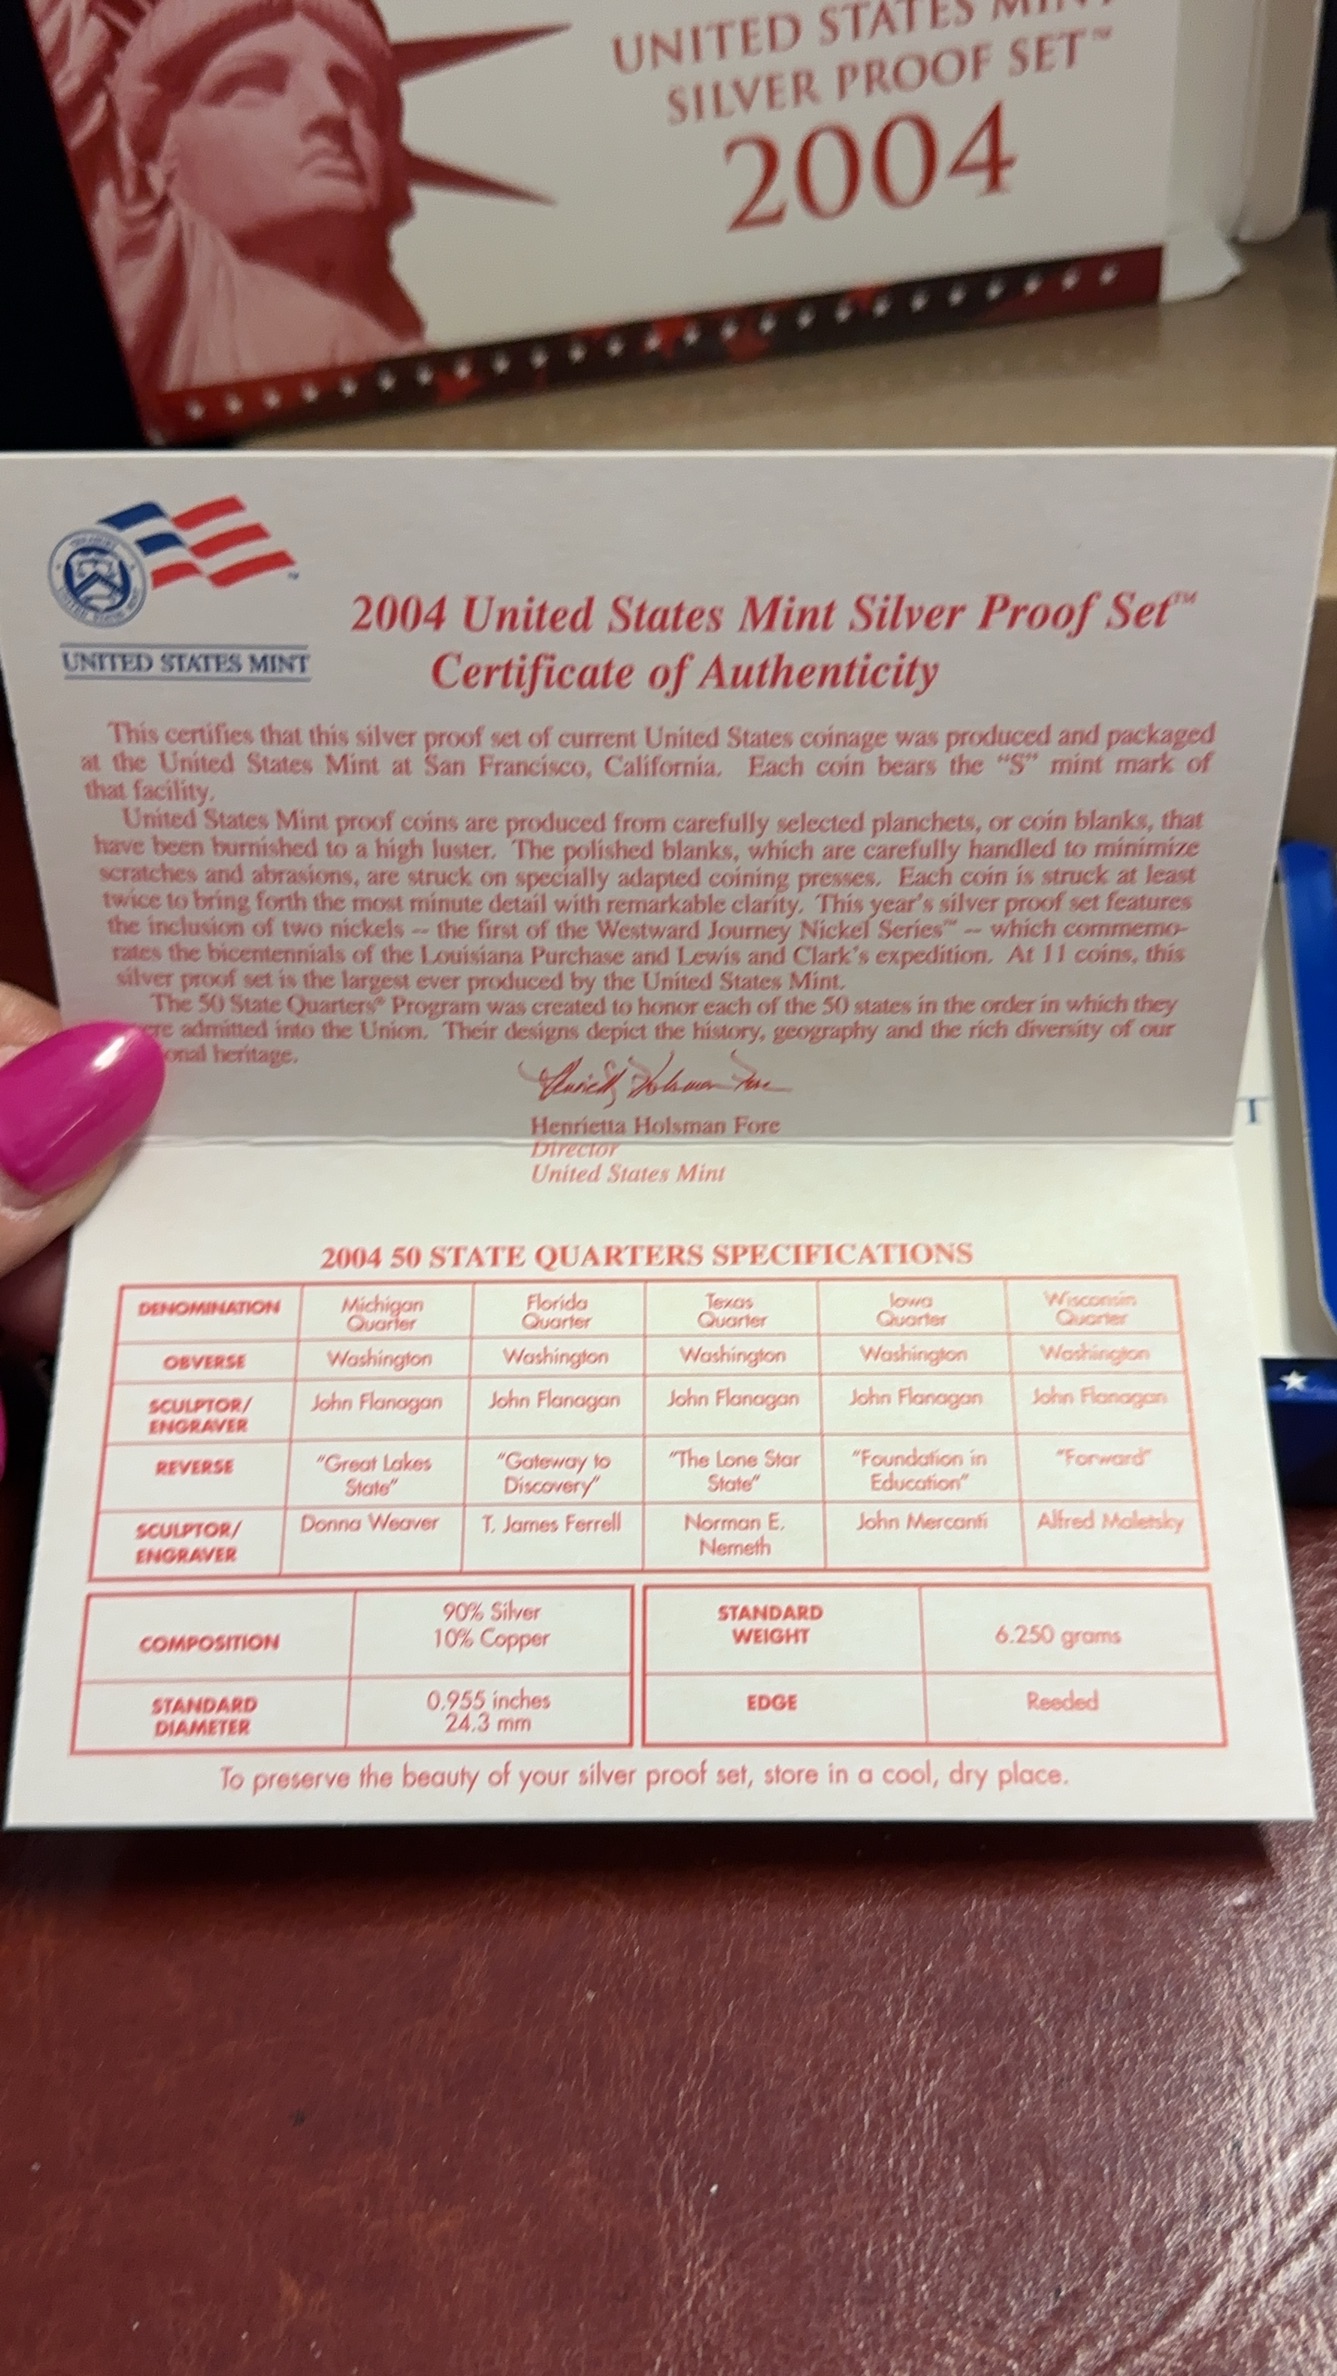 UNITED STATES MINT
SILVER PROOF SET™
2004
UNITED STATES MINT
2004 United States Mint Silver Proof Set™
Certificate of Authenticity
This certifies that this silver proof set of current United States coinage was produced and packaged
at the United States Mint at San Francisco, California. Each coin bears the "S" mint mark of
that facility.
United States Mint proof coins are produced from carefully selected planchets, or coin blanks, that
have been burnished to a high luster. The polished blanks, which are carefully handled to minimize
scratches and abrasions, are struck on specially adapted coining presses. Each coin is struck at least
twice to bring forth the most minute detail with remarkable clarity. This year's silver proof set features
the inclusion of two nickels -- the first of the Westward Journey Nickel Series™ -- which commemo-
rates the bicentennials of the Louisiana Purchase and Lewis and Clark's expedition. At 11 coins, this
silver proof set is the largest ever produced by the United States Mint.
The 50 State Quarters® Program was created to honor each of the 50 states in the order in which they
ere admitted into the Union. Their designs depict the history, geography and the rich diversity of our
onal heritage.
Henrietta Holsman Fore
Henrietta Holsman Fore
Director
United States Mint
T
2004 50 STATE QUARTERS SPECIFICATIONS
DENOMINATION Michigan Quarter Florida Quarter Texas Quarter Iowa Quarter Wisconsin Quarter
OBVERSE Washington Washington Washington Washington Washington
SCULPTOR/ ENGRAVER John Flanagan John Flanagan John Flanagan John Flanagan John Flanagan
REVERSE "Great Lakes State" "Gateway to Discovery" "The Lone Star State" "Foundation in Education" "Forward"
SCULPTOR/ ENGRAVER Donna Weaver T. James Ferrell Norman E. Nemeth John Mercanti Alfred Maletsky
COMPOSITION 90% Silver 10% Copper STANDARD WEIGHT 6.250 grams
STANDARD DIAMETER 0.955 inches 24.3 mm EDGE Reeded
To preserve the beauty of your silver proof set, store in a cool, dry place.